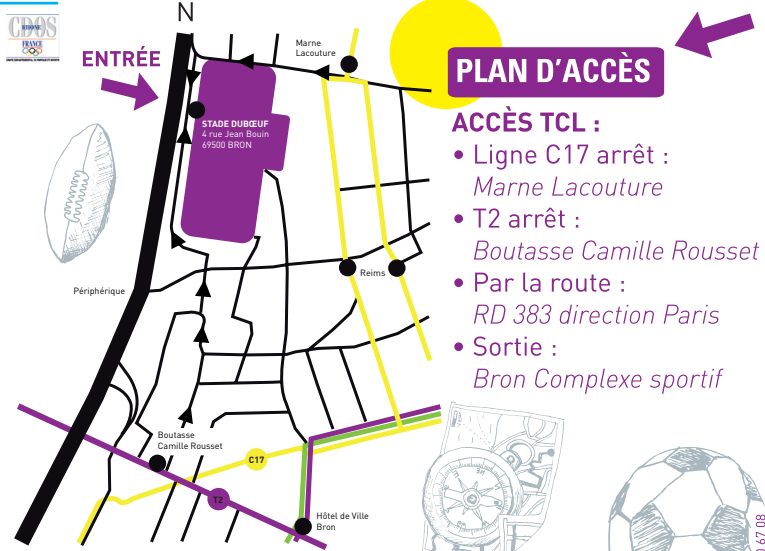 CDOS
RHONE
FRANCE
N
ENTRÉE
Marne
Lacouture
STADE DUBŒUF
4 rue Jean Bouin
69500 BRON
Périphérique
Reims
Boutasse
Camille Rousset
C17
T2
Hôtel de Ville
Bron
PLAN D'ACCÈS
ACCÈS TCL :
• Ligne C17 arrêt :
Marne Lacouture
• T2 arrêt :
Boutasse Camille Rousset
• Par la route :
RD 383 direction Paris
• Sortie :
Bron Complexe sportif
67 08